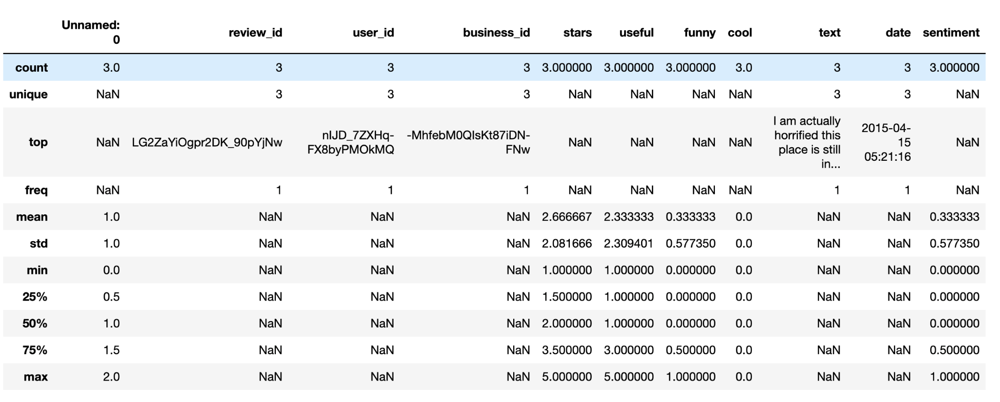 Unnamed: 0 review_id user_id business_id stars useful funny cool text date sentiment
count 3.0 3 3 3 3.000000 3.000000 3.000000 3.0 3 3 3.000000
unique NaN 3 3 3 NaN NaN NaN NaN 3 3 NaN
top NaN LG2ZaYiOgpr2DK_90pYjNw nIJD_7ZXHq-FX8byPMOkMQ -MhfebM0QIsKt87iDN-FNw NaN NaN NaN NaN I am actually horrified this place is still in... 2015-04-15 05:21:16 NaN
freq NaN 1 1 1 NaN NaN NaN NaN 1 1 NaN
mean 1.0 NaN NaN NaN 2.666667 2.333333 0.333333 0.0 NaN NaN 0.333333
std 1.0 NaN NaN NaN 2.081666 2.309401 0.577350 0.0 NaN NaN 0.577350
min 0.0 NaN NaN NaN 1.000000 1.000000 0.000000 0.0 NaN NaN 0.000000
25% 0.5 NaN NaN NaN 1.500000 1.000000 0.000000 0.0 NaN NaN 0.000000
50% 1.0 NaN NaN NaN 2.000000 1.000000 0.000000 0.0 NaN NaN 0.000000
75% 1.5 NaN NaN NaN 3.500000 3.000000 0.500000 0.0 NaN NaN 0.500000
max 2.0 NaN NaN NaN 5.000000 5.000000 1.000000 0.0 NaN NaN 1.000000